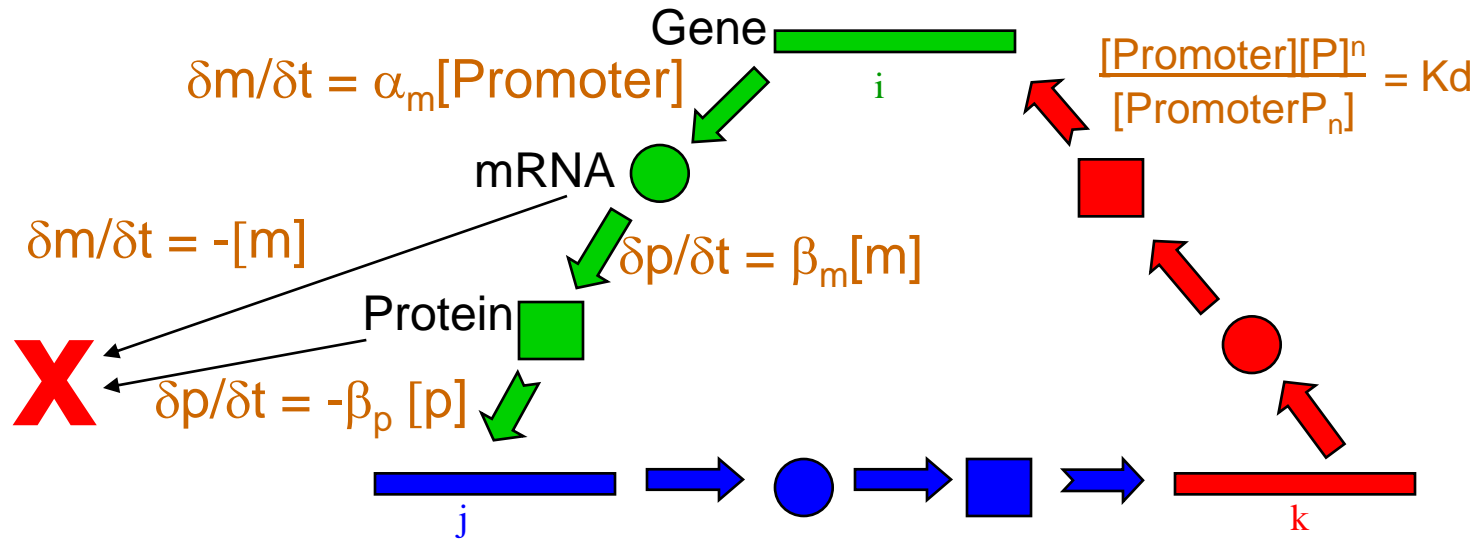 Gene
i
δm/δt = αₘ[Promoter]
[Promoter][P]ⁿ
[PromoterPₙ]
= Kd
mRNA
δm/δt = -[m]
δp/δt = βₘ[m]
Protein
X
δp/δt = -βₚ [p]
j
k